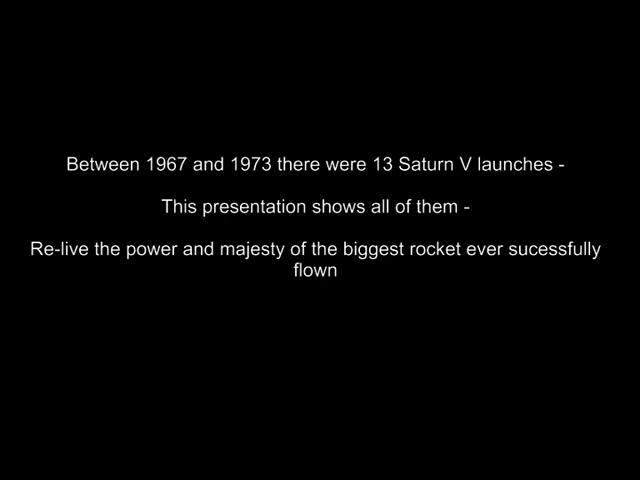 Between 1967 and 1973 there were 13 Saturn V launches -
This presentation shows all of them -
Re-live the power and majesty of the biggest rocket ever sucessfully
flown